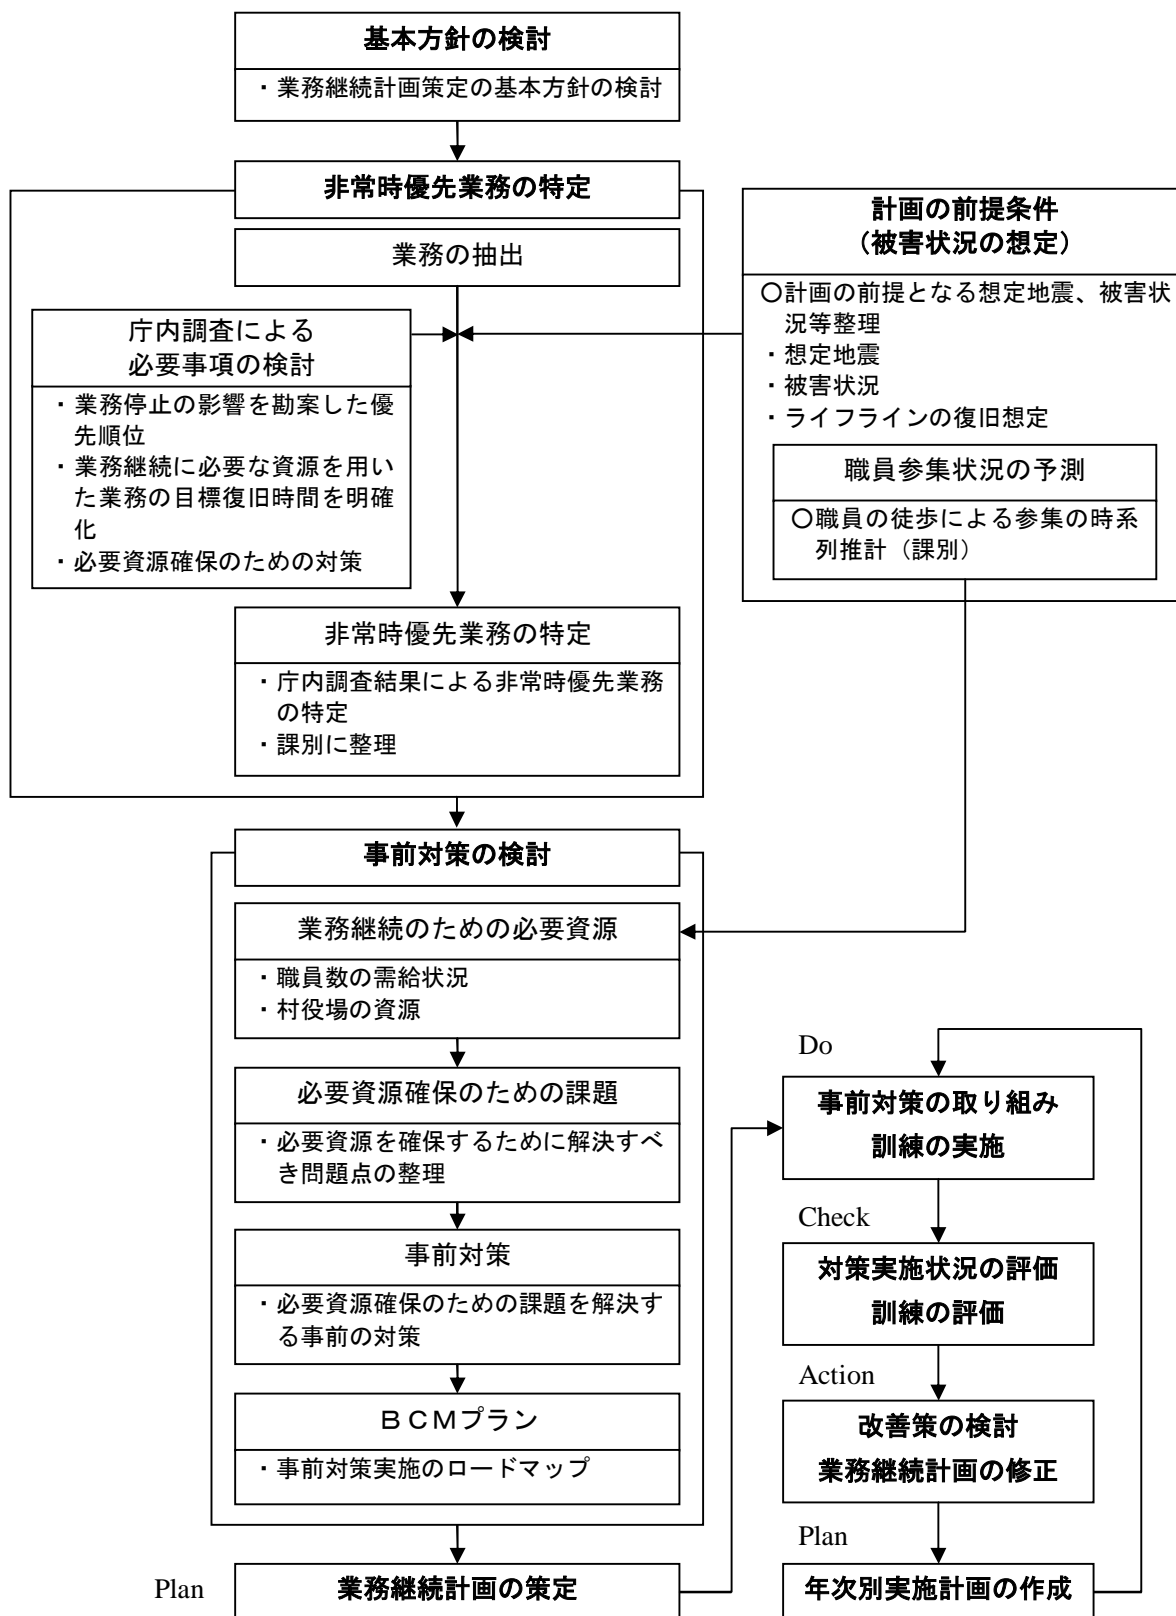 基本方針の検討
・業務継続計画策定の基本方針の検討
非常時優先業務の特定
業務の抽出
庁内調査による
必要事項の検討
・業務停止の影響を勘案した優
先順位
・業務継続に必要な資源を用い
た業務の目標復旧時間を明確
化
・必要資源確保のための対策
計画の前提条件
（被害状況の想定）
〇計画の前提となる想定地震、被害状
況等整理
・想定地震
・被害状況
・ライフラインの復旧想定
職員参集状況の予測
〇職員の徒歩による参集の時系
列推計（課別）
非常時優先業務の特定
・庁内調査結果による非常時優先業務
の特定
・課別に整理
事前対策の検討
業務継続のための必要資源
・職員数の需給状況
・村役場の資源
必要資源確保のための課題
・必要資源を確保するために解決すべ
き問題点の整理
事前対策
・必要資源確保のための課題を解決す
る事前の対策
ＢＣＭプラン
・事前対策実施のロードマップ
Plan
業務継続計画の策定
Do
事前対策の取り組み
訓練の実施
Check
対策実施状況の評価
訓練の評価
Action
改善策の検討
業務継続計画の修正
Plan
年次別実施計画の作成